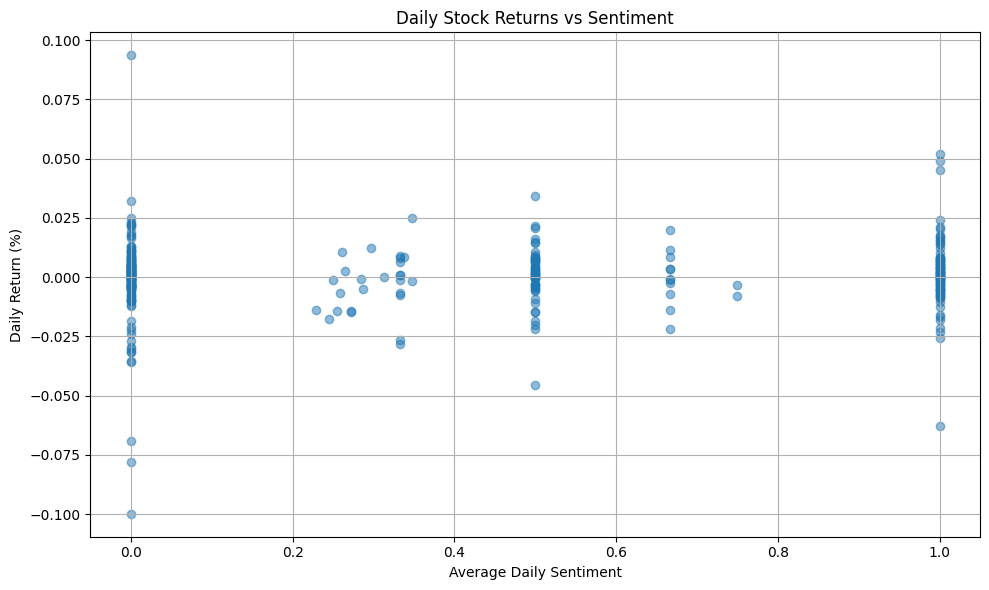 Daily Stock Returns vs Sentiment
Daily Return (%)
0.100
0.075
0.050
0.025
0.000
−0.025
−0.050
−0.075
−0.100
0.0 0.2 0.4 0.6 0.8 1.0
Average Daily Sentiment